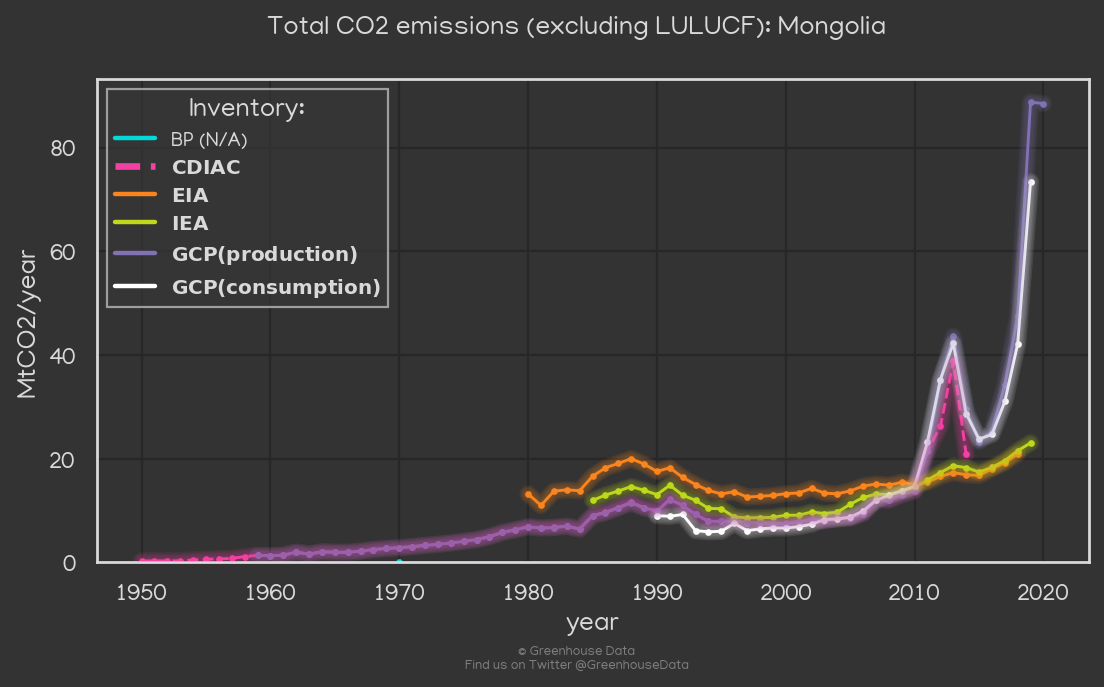 Total CO2 emissions (excluding LULUCF): Mongolia
Inventory:
BP (N/A)
CDIAC
EIA
IEA
GCP(production)
GCP(consumption)
MtCO2/year
80
60
40
20
0
1950 1960 1970 1980 1990 2000 2010 2020
year
© Greenhouse Data
Find us on Twitter @GreenhouseData